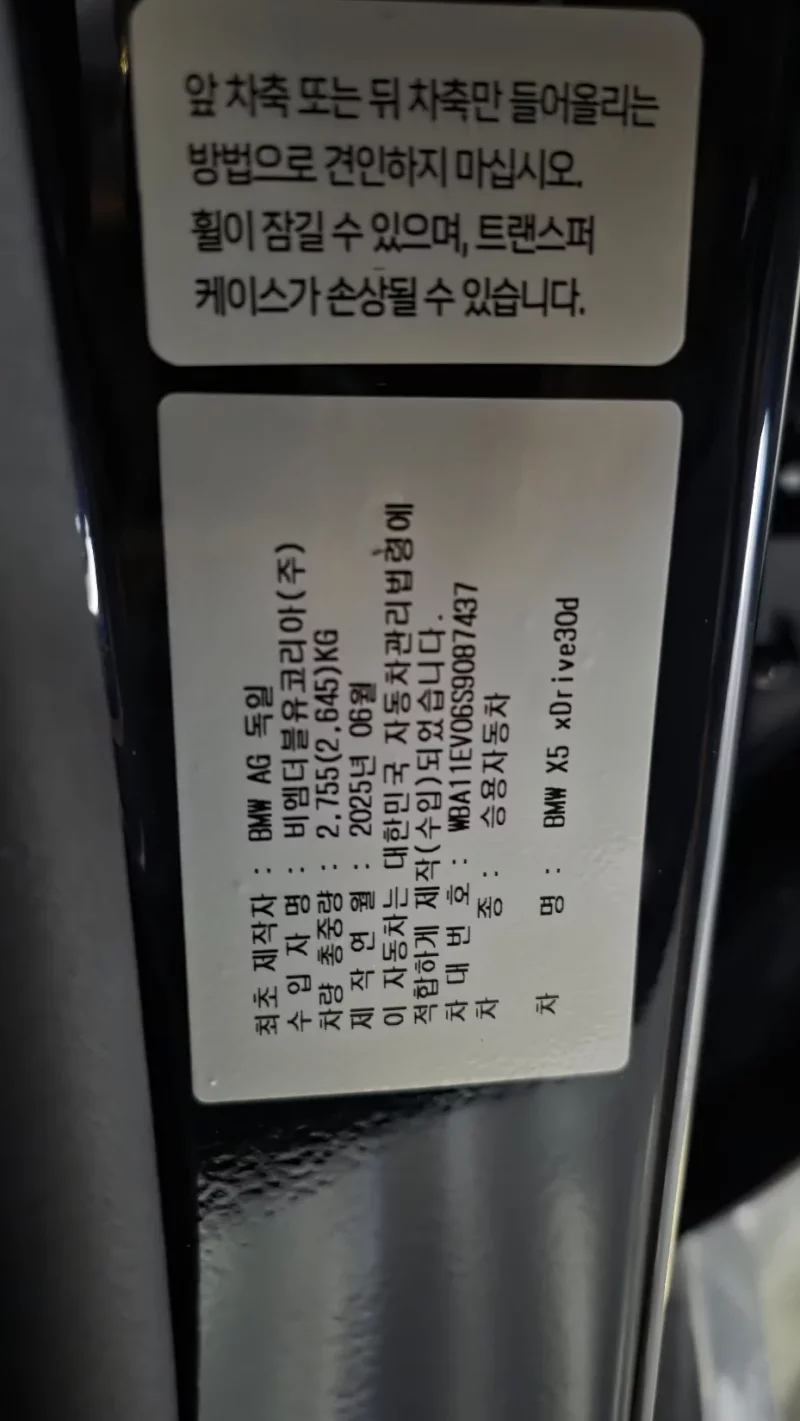 앞 차축 또는 뒤 차축만 들어올리는
방법으로 견인하지 마십시오.
휠이 잠길 수 있으며, 트랜스퍼
케이스가 손상될 수 있습니다.
최초 제작자 : BMW AG 독일
수 입 자 명 : 비엠더블유코리아(주)
차량 총중량 : 2,755(2,645)KG
제 작 연 월 : 2025년 06월
이 자동차는 대한민국 자동차관리법령에
적합하게 제작(수입)되었습니다.
차 대 번 호 : WBA11EV06S9087437
차 종 : 승용자동차
차 명 : BMW X5 xDrive30d